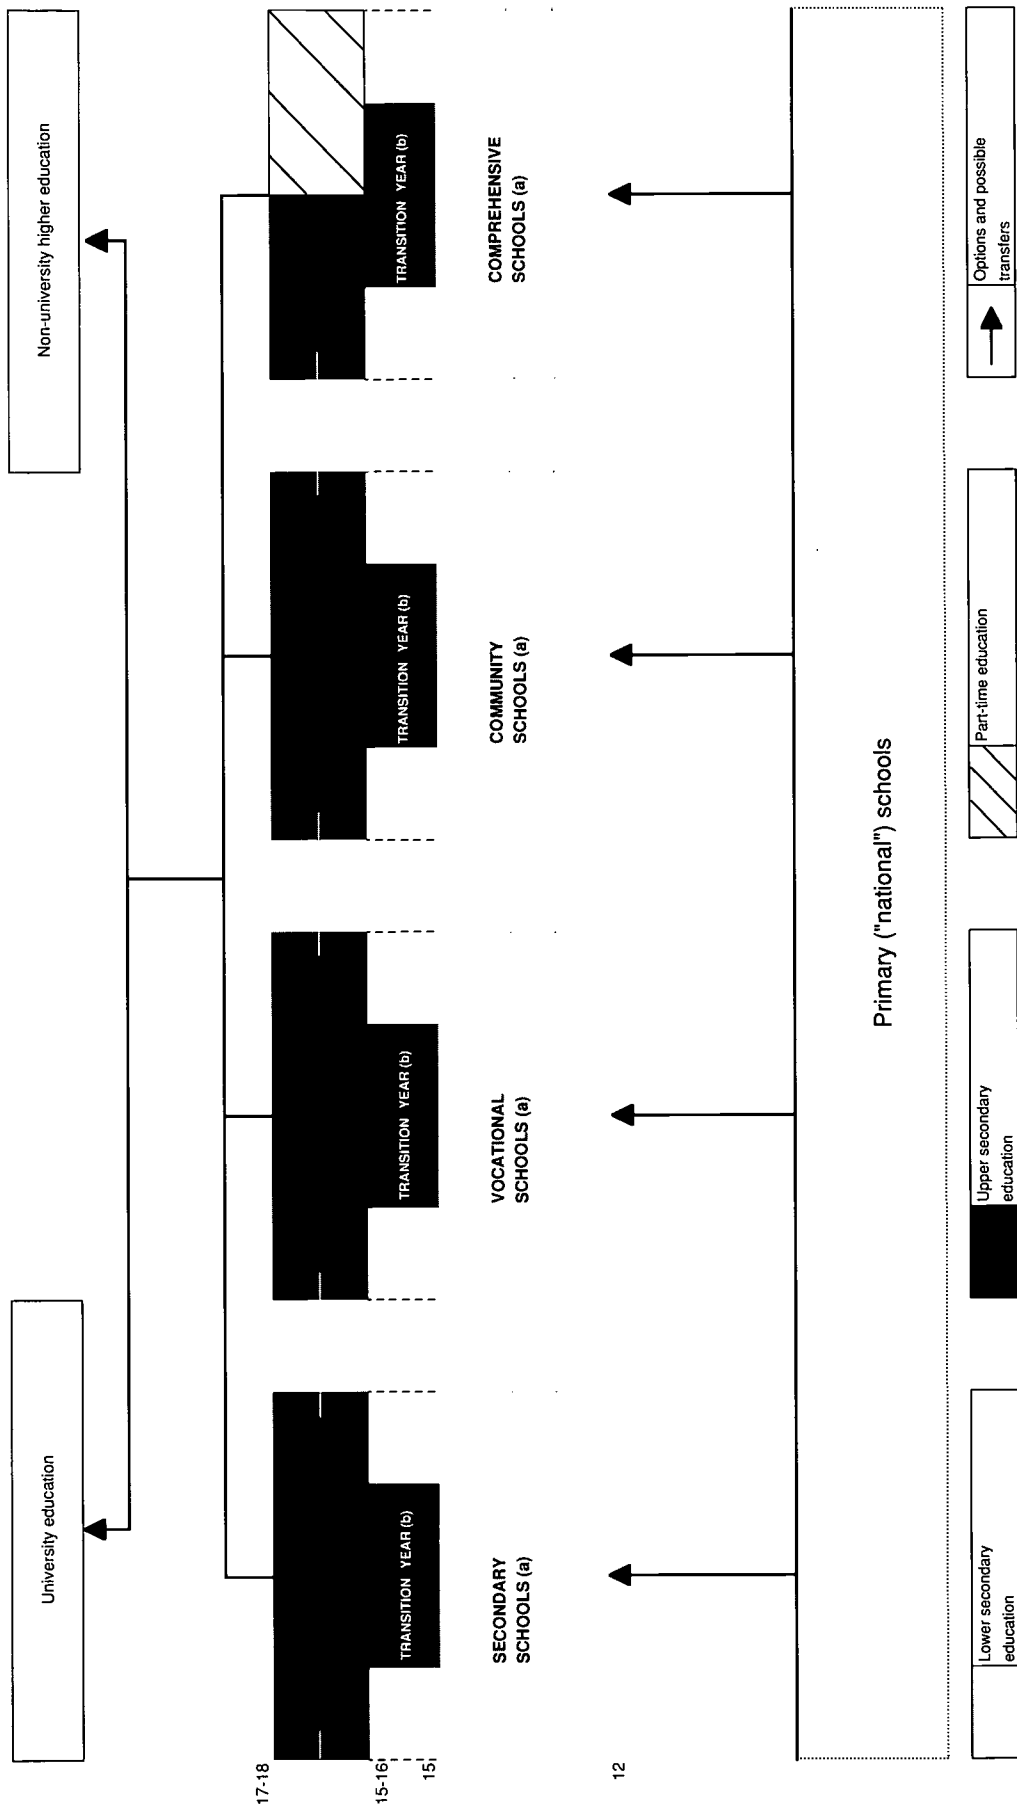 University education
Non-university higher education
17-18
15-16
15
12
TRANSITION YEAR (b)
TRANSITION YEAR (b)
TRANSITION YEAR (b)
TRANSITION YEAR (b)
SECONDARY
SCHOOLS (a)
VOCATIONAL
SCHOOLS (a)
COMMUNITY
SCHOOLS (a)
COMPREHENSIVE
SCHOOLS (a)
Primary ("national") schools
Lower secondary
education
Upper secondary
education
Part-time education
Options and possible
transfers